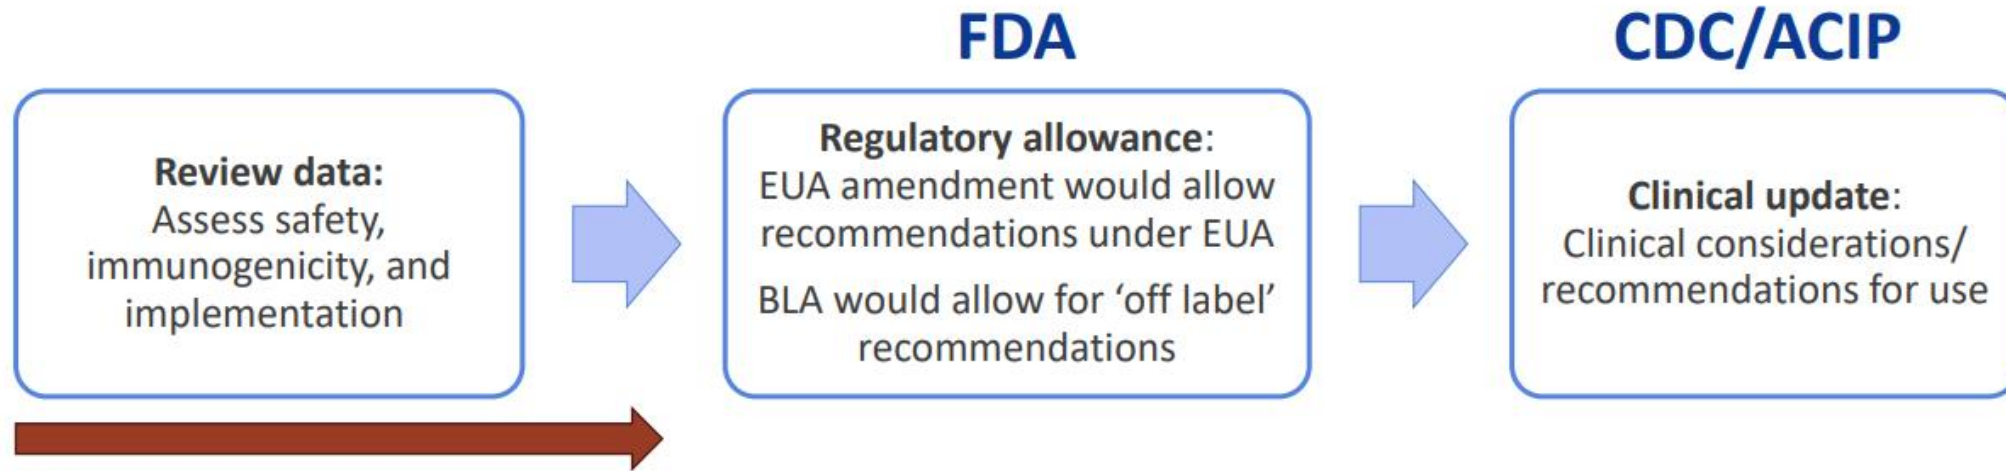 FDA
CDC/ACIP
Review data:
Assess safety,
immunogenicity, and
implementation
Regulatory allowance:
EUA amendment would allow
recommendations under EUA
BLA would allow for ‘off label’
recommendations
Clinical update:
Clinical considerations/
recommendations for use